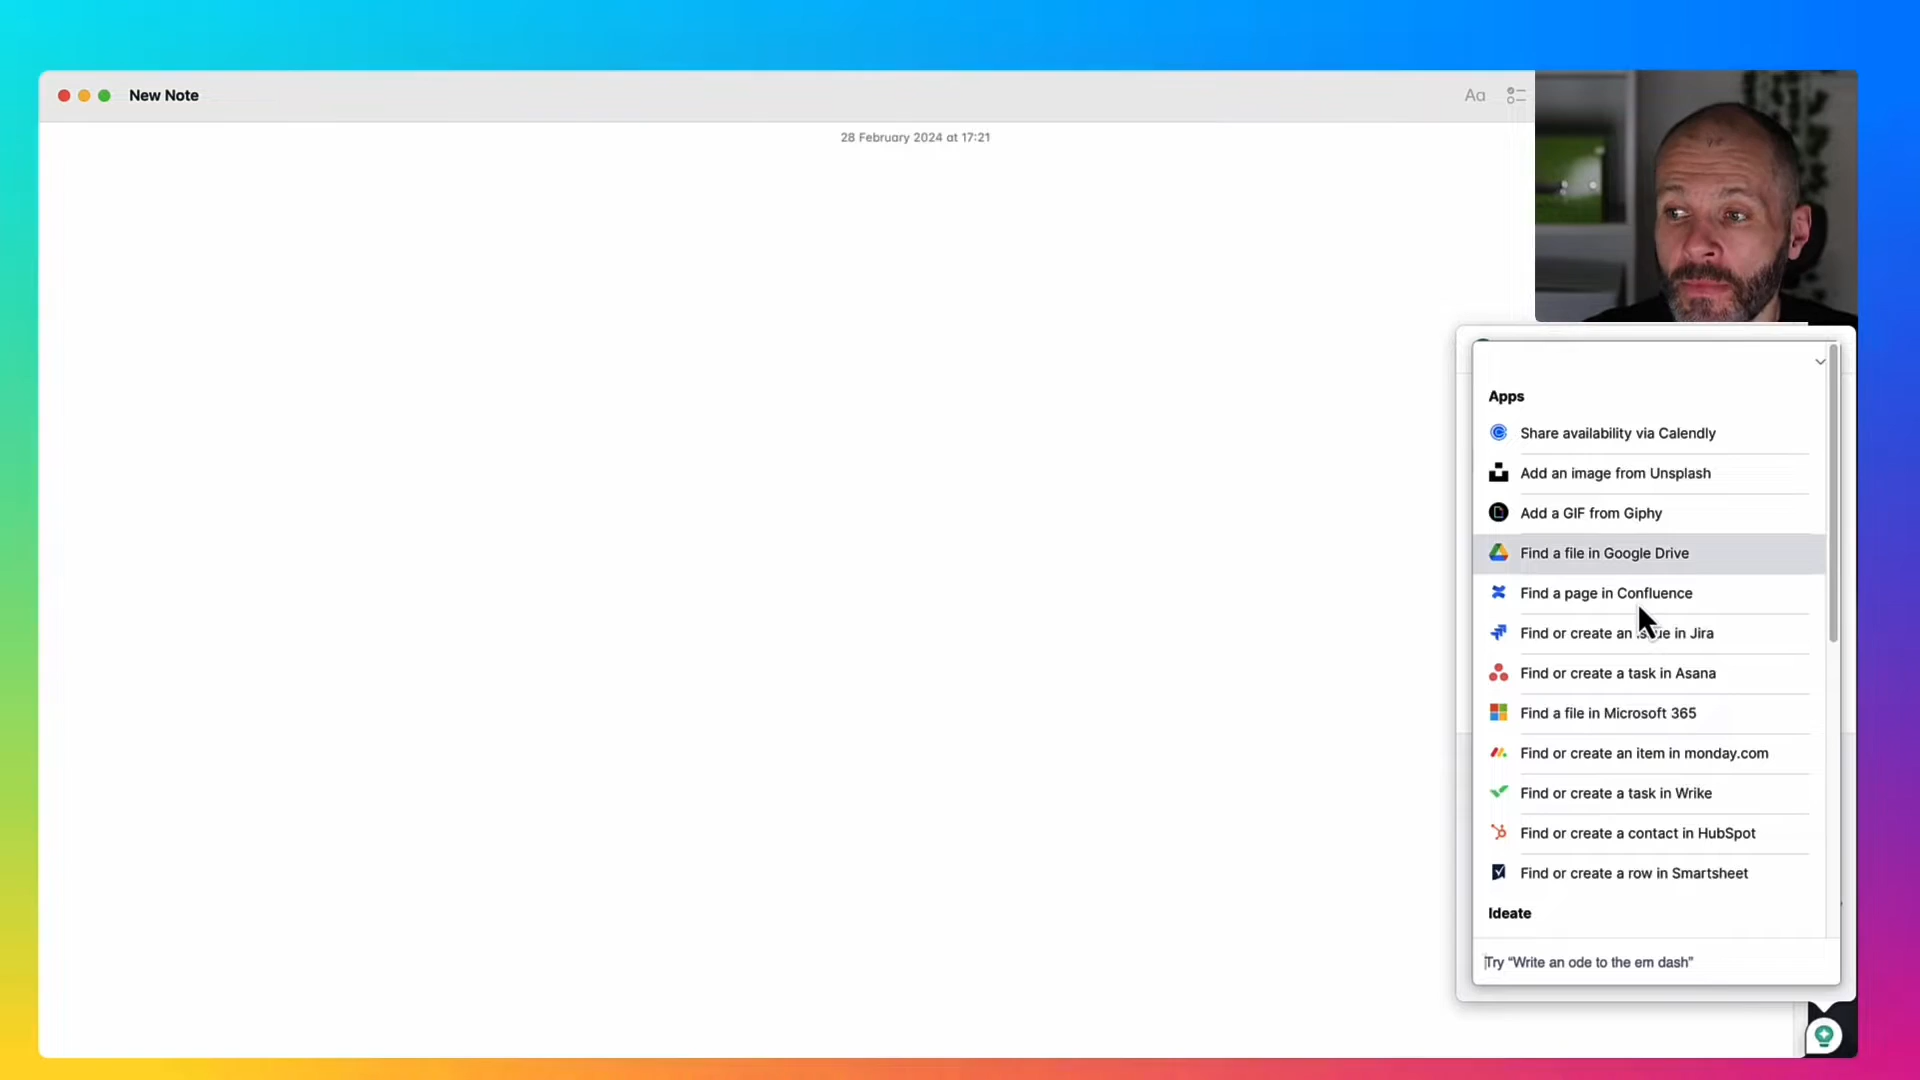 New Note
Aa
28 February 2024 at 17:21
Apps
Share availability via Calendly
Add an image from Unsplash
Add a GIF from Giphy
Find a file in Google Drive
Find a page in Confluence
Find or create an issue in Jira
Find or create a task in Asana
Find a file in Microsoft 365
Find or create an item in monday.com
Find or create a task in Wrike
Find or create a contact in HubSpot
Find or create a row in Smartsheet
Ideate
Try “Write an ode to the em dash”